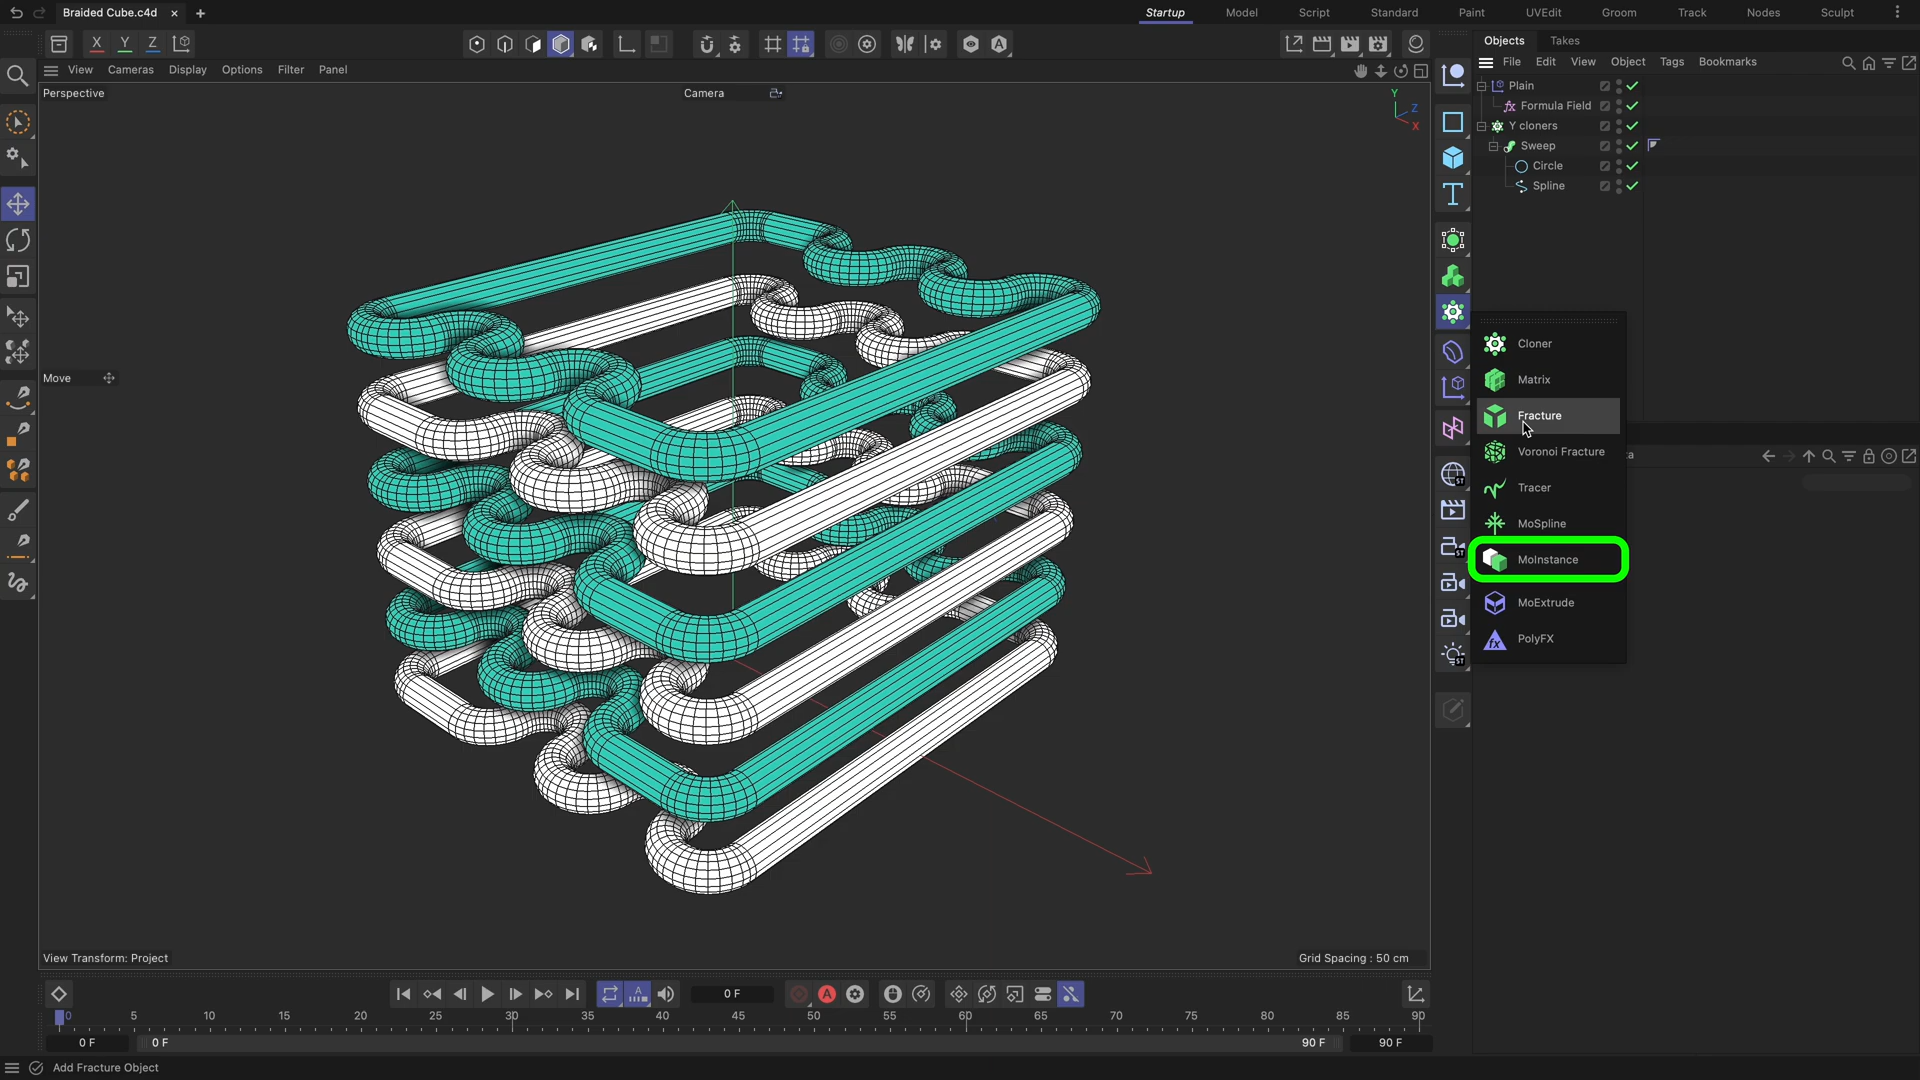 Braided Cube.c4d
Startup Model Script Standard Paint UVEdit Groom Track Nodes Sculpt
X Y Z
Objects Takes
File Edit View Object Tags Bookmarks
View Cameras Display Options Filter Panel
Perspective
Camera
Y
Z
X
Plain
Formula Field
Y cloners
Sweep
Circle
Spline
Move
Cloner
Matrix
Fracture
Voronoi Fracture
Tracer
MoSpline
MoInstance
MoExtrude
PolyFX
View Transform: Project
Grid Spacing : 50 cm
0 F
0 5 10 15 20 25 30 35 40 45 50 55 60 65 70 75 80 85 90
0 F 0 F 90 F 90 F
Add Fracture Object